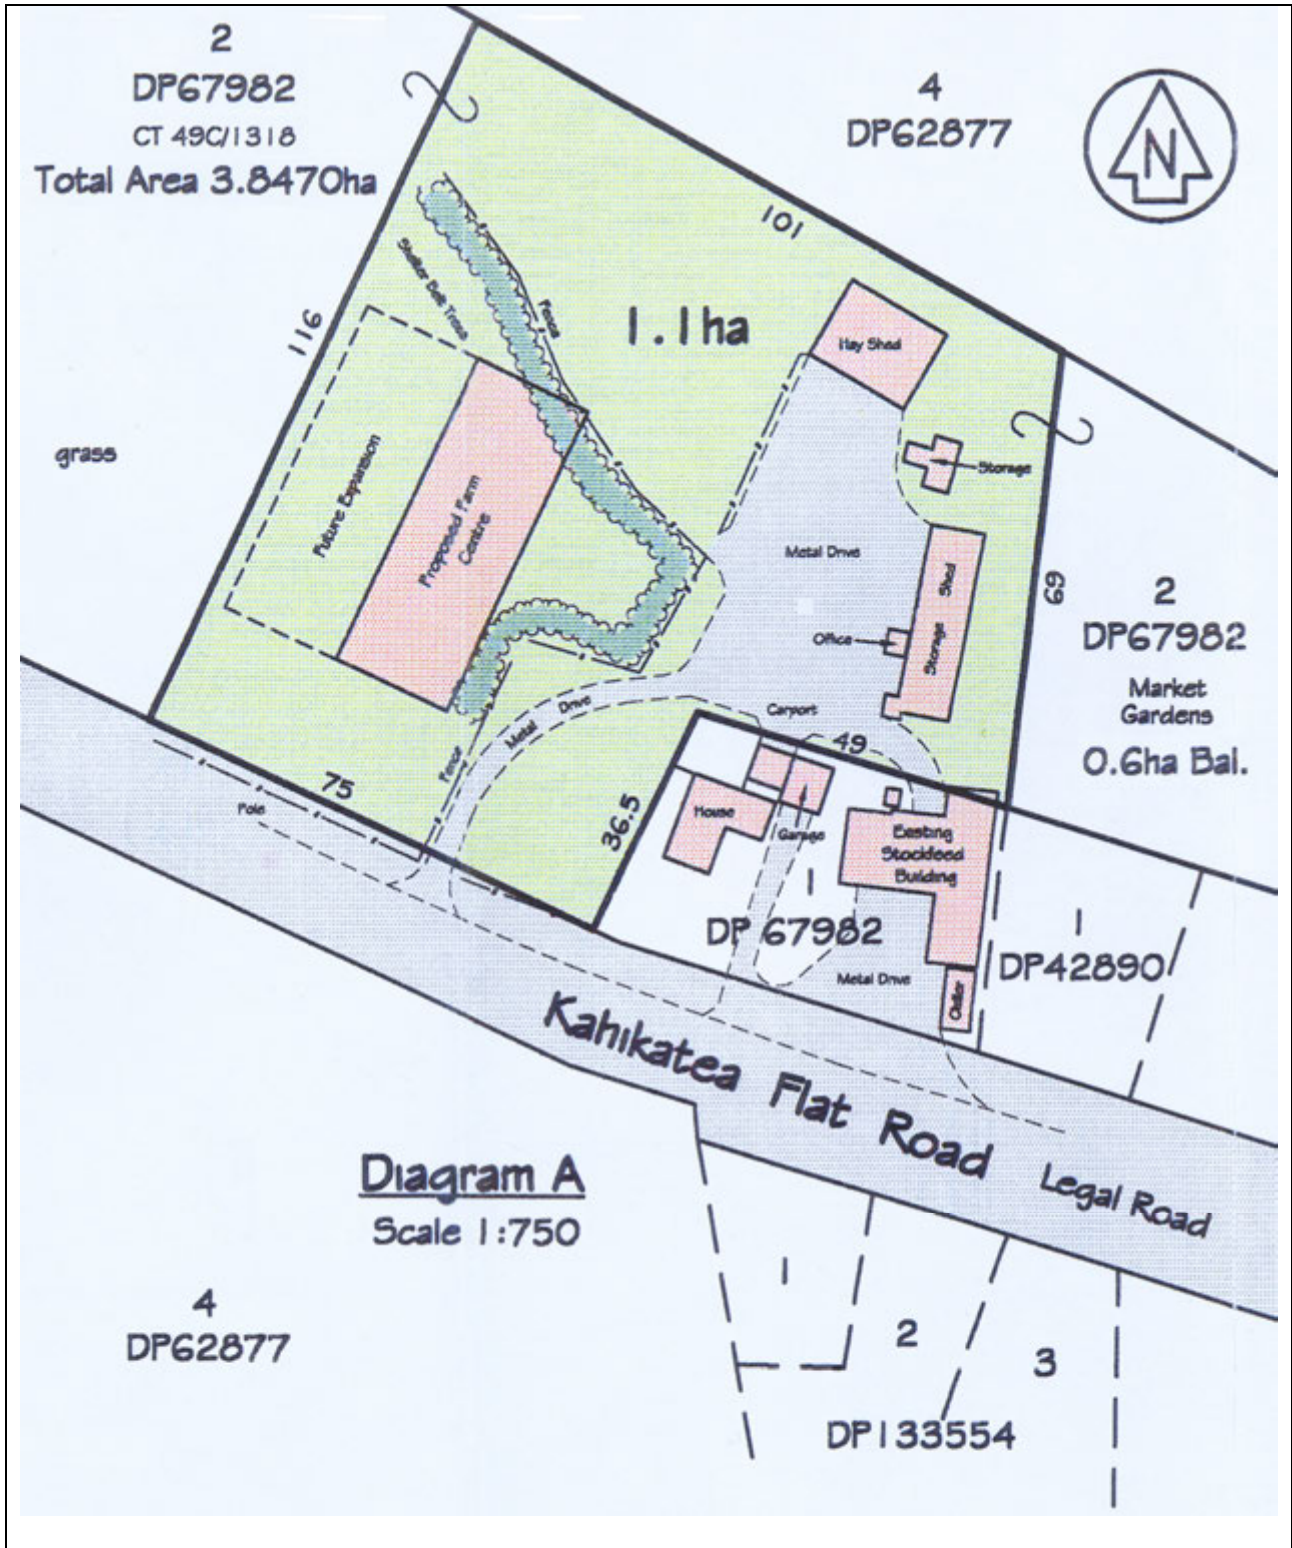 2
DP67982
CT 49C/1318
Total Area 3.8470ha
4
DP62877
N
101
116
1.1ha
Shelter Belt Trees
Fence
Hay Shed
grass
Storage
Future Expansion
Proposed Farm
Centre
Metal Drive
Storage Shed
69
2
DP67982
Market
Gardens
0.6ha Bal.
Office
Metal Drive
Carport
49
Fence
75
Pole
36.5
House
Garage
Existing
Stockfeed
Building
1
DP 67982
1
DP42890
Metal Drive
Kahikatea Flat Road
Legal Road
Diagram A
Scale 1:750
4
DP62877
1
2
3
DP133554